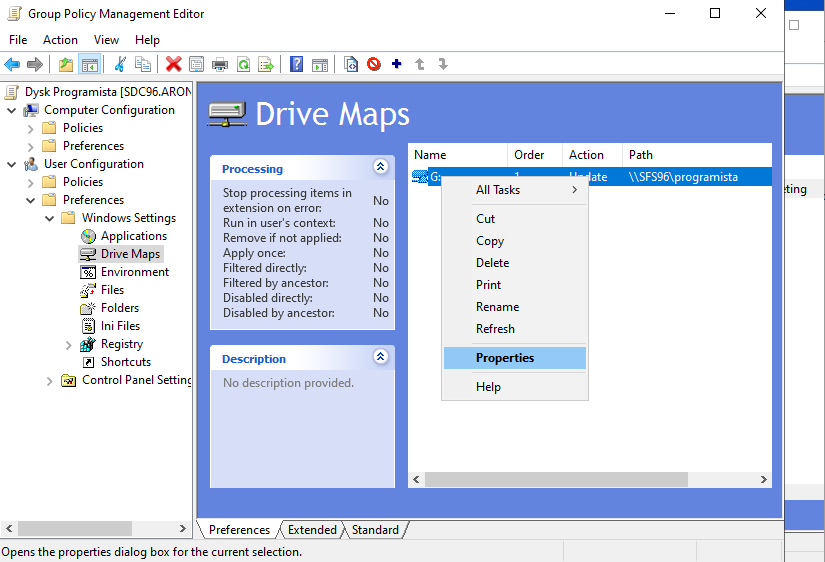 Group Policy Management Editor
File Action View Help
Dysk Programista [SDC96.ARON
Computer Configuration
Policies
Preferences
User Configuration
Policies
Preferences
Windows Settings
Applications
Drive Maps
Environment
Files
Folders
Ini Files
Registry
Shortcuts
Control Panel Setting
Drive Maps
Processing
Stop processing items in
extension on error: No
Run in user's context: No
Remove if not applied: No
Apply once: No
Filtered directly: No
Filtered by ancestor: No
Disabled directly: No
Disabled by ancestor: No
Description
No description provided.
Name Order Action Path
G: \\SFS96\programista
All Tasks
Cut
Copy
Delete
Print
Rename
Refresh
Properties
Help
Preferences Extended Standard
Opens the properties dialog box for the current selection.
eting